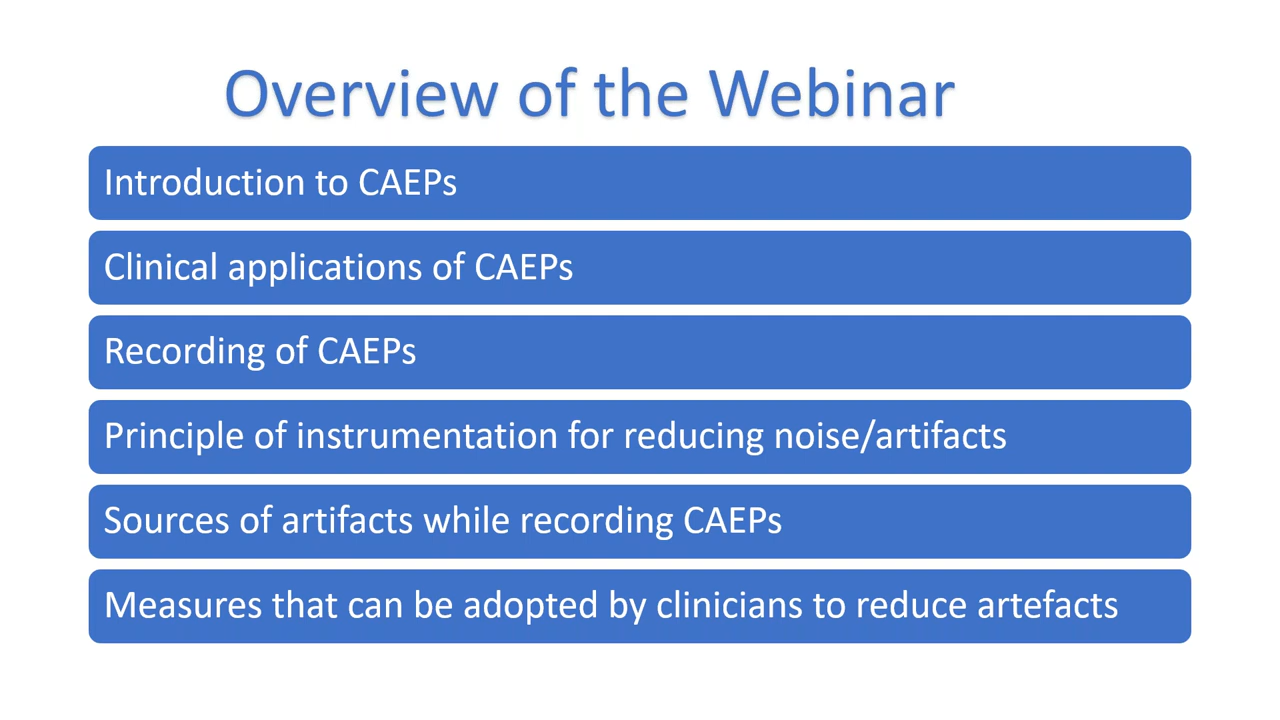 Overview of the Webinar
Introduction to CAEPs
Clinical applications of CAEPs
Recording of CAEPs
Principle of instrumentation for reducing noise/artifacts
Sources of artifacts while recording CAEPs
Measures that can be adopted by clinicians to reduce artefacts